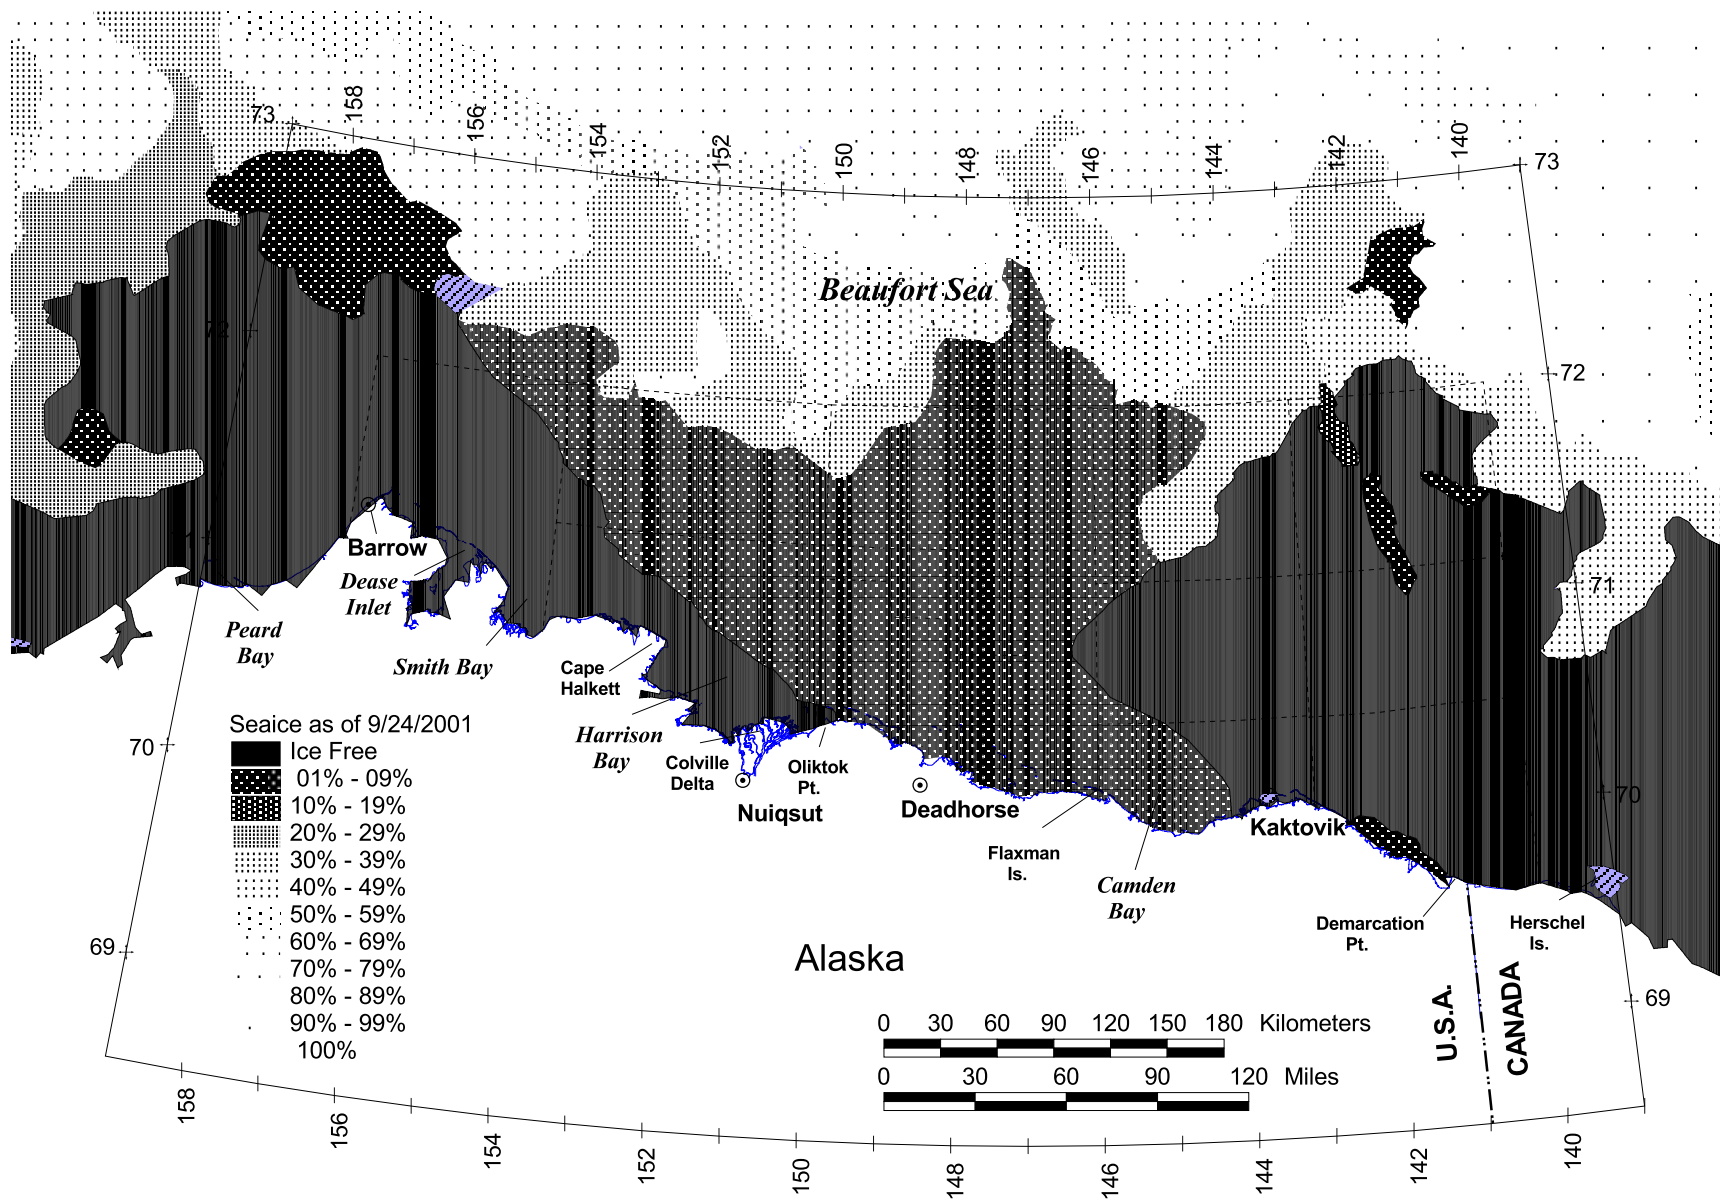 73
158
156
154
152
150
148
146
144
142
140
73
Beaufort Sea
72
72
71
71
Barrow
Dease
Inlet
Peard
Bay
Smith Bay
Cape
Halkett
Harrison
Bay
Colville
Delta
Oliktok
Pt.
Nuiqsut
Deadhorse
Kaktovik
70
70
Flaxman
Is.
Camden
Bay
Demarcation
Pt.
Herschel
Is.
Seaice as of 9/24/2001
Ice Free
01% - 09%
10% - 19%
20% - 29%
30% - 39%
40% - 49%
50% - 59%
60% - 69%
70% - 79%
80% - 89%
90% - 99%
100%
69
69
Alaska
U.S.A.
CANADA
0 30 60 90 120 150 180 Kilometers
0 30 60 90 120 Miles
158
156
154
152
150
148
146
144
142
140